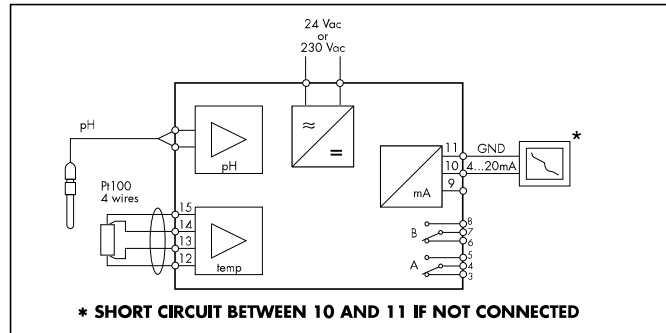 24 Vac
or
230 Vac
pH
pH
Pt100
4 wires
15
14
13
12
temp
≈
=
mA
11 GND
10 4...20mA
9
*
B
8
7
6
A
5
4
3
* SHORT CIRCUIT BETWEEN 10 AND 11 IF NOT CONNECTED